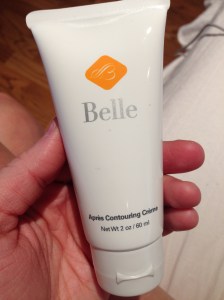 Belle
Après Contouring Crème
Net Wt 2 oz / 60 ml